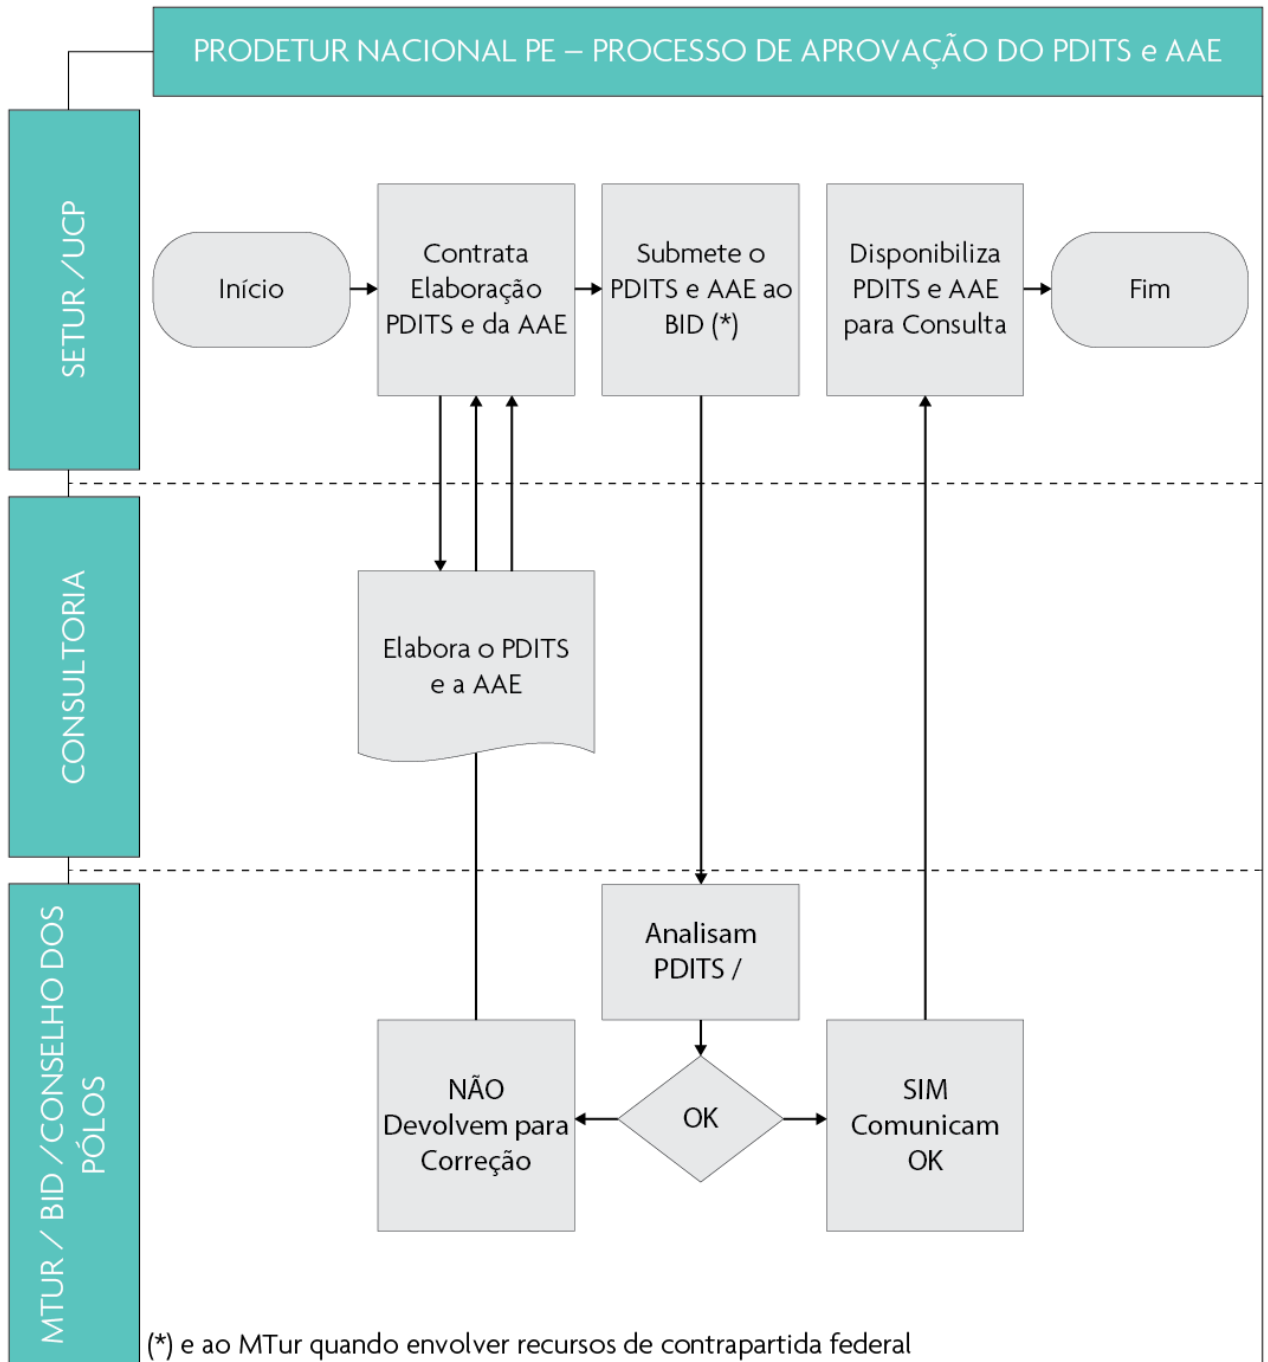 PRODETUR NACIONAL PE – PROCESSO DE APROVAÇÃO DO PDITS e AAE
SETUR /UCP
Início
Contrata
Elaboração
PDITS e da AAE
Submete o
PDITS e AAE ao
BID (*)
Disponibiliza
PDITS e AAE
para Consulta
Fim
CONSULTORIA
Elabora o PDITS
e a AAE
MTUR / BID /CONSELHO DOS
PÓLOS
Analisam
PDITS /
NÃO
Devolvem para
Correção
OK
SIM
Comunicam
OK
(*) e ao MTur quando envolver recursos de contrapartida federal